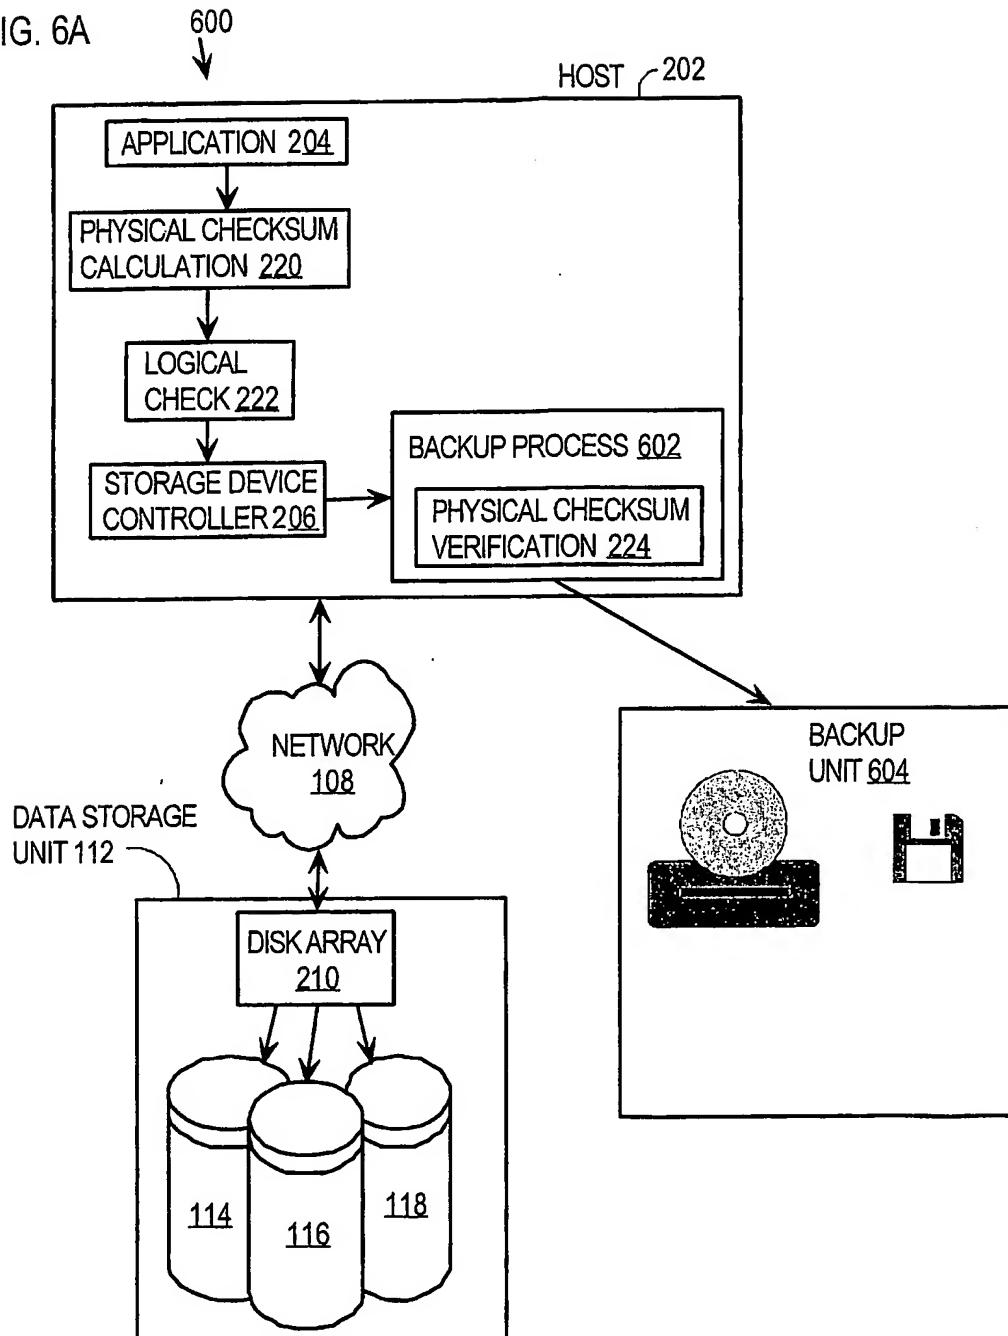 IG. 6A
600
HOST 202
APPLICATION 204
PHYSICAL CHECKSUM
CALCULATION 220
LOGICAL
CHECK 222
STORAGE DEVICE
CONTROLLER 206
BACKUP PROCESS 602
PHYSICAL CHECKSUM
VERIFICATION 224
NETWORK
108
BACKUP
UNIT 604
DATA STORAGE
UNIT 112
DISK ARRAY
210
114
116
118